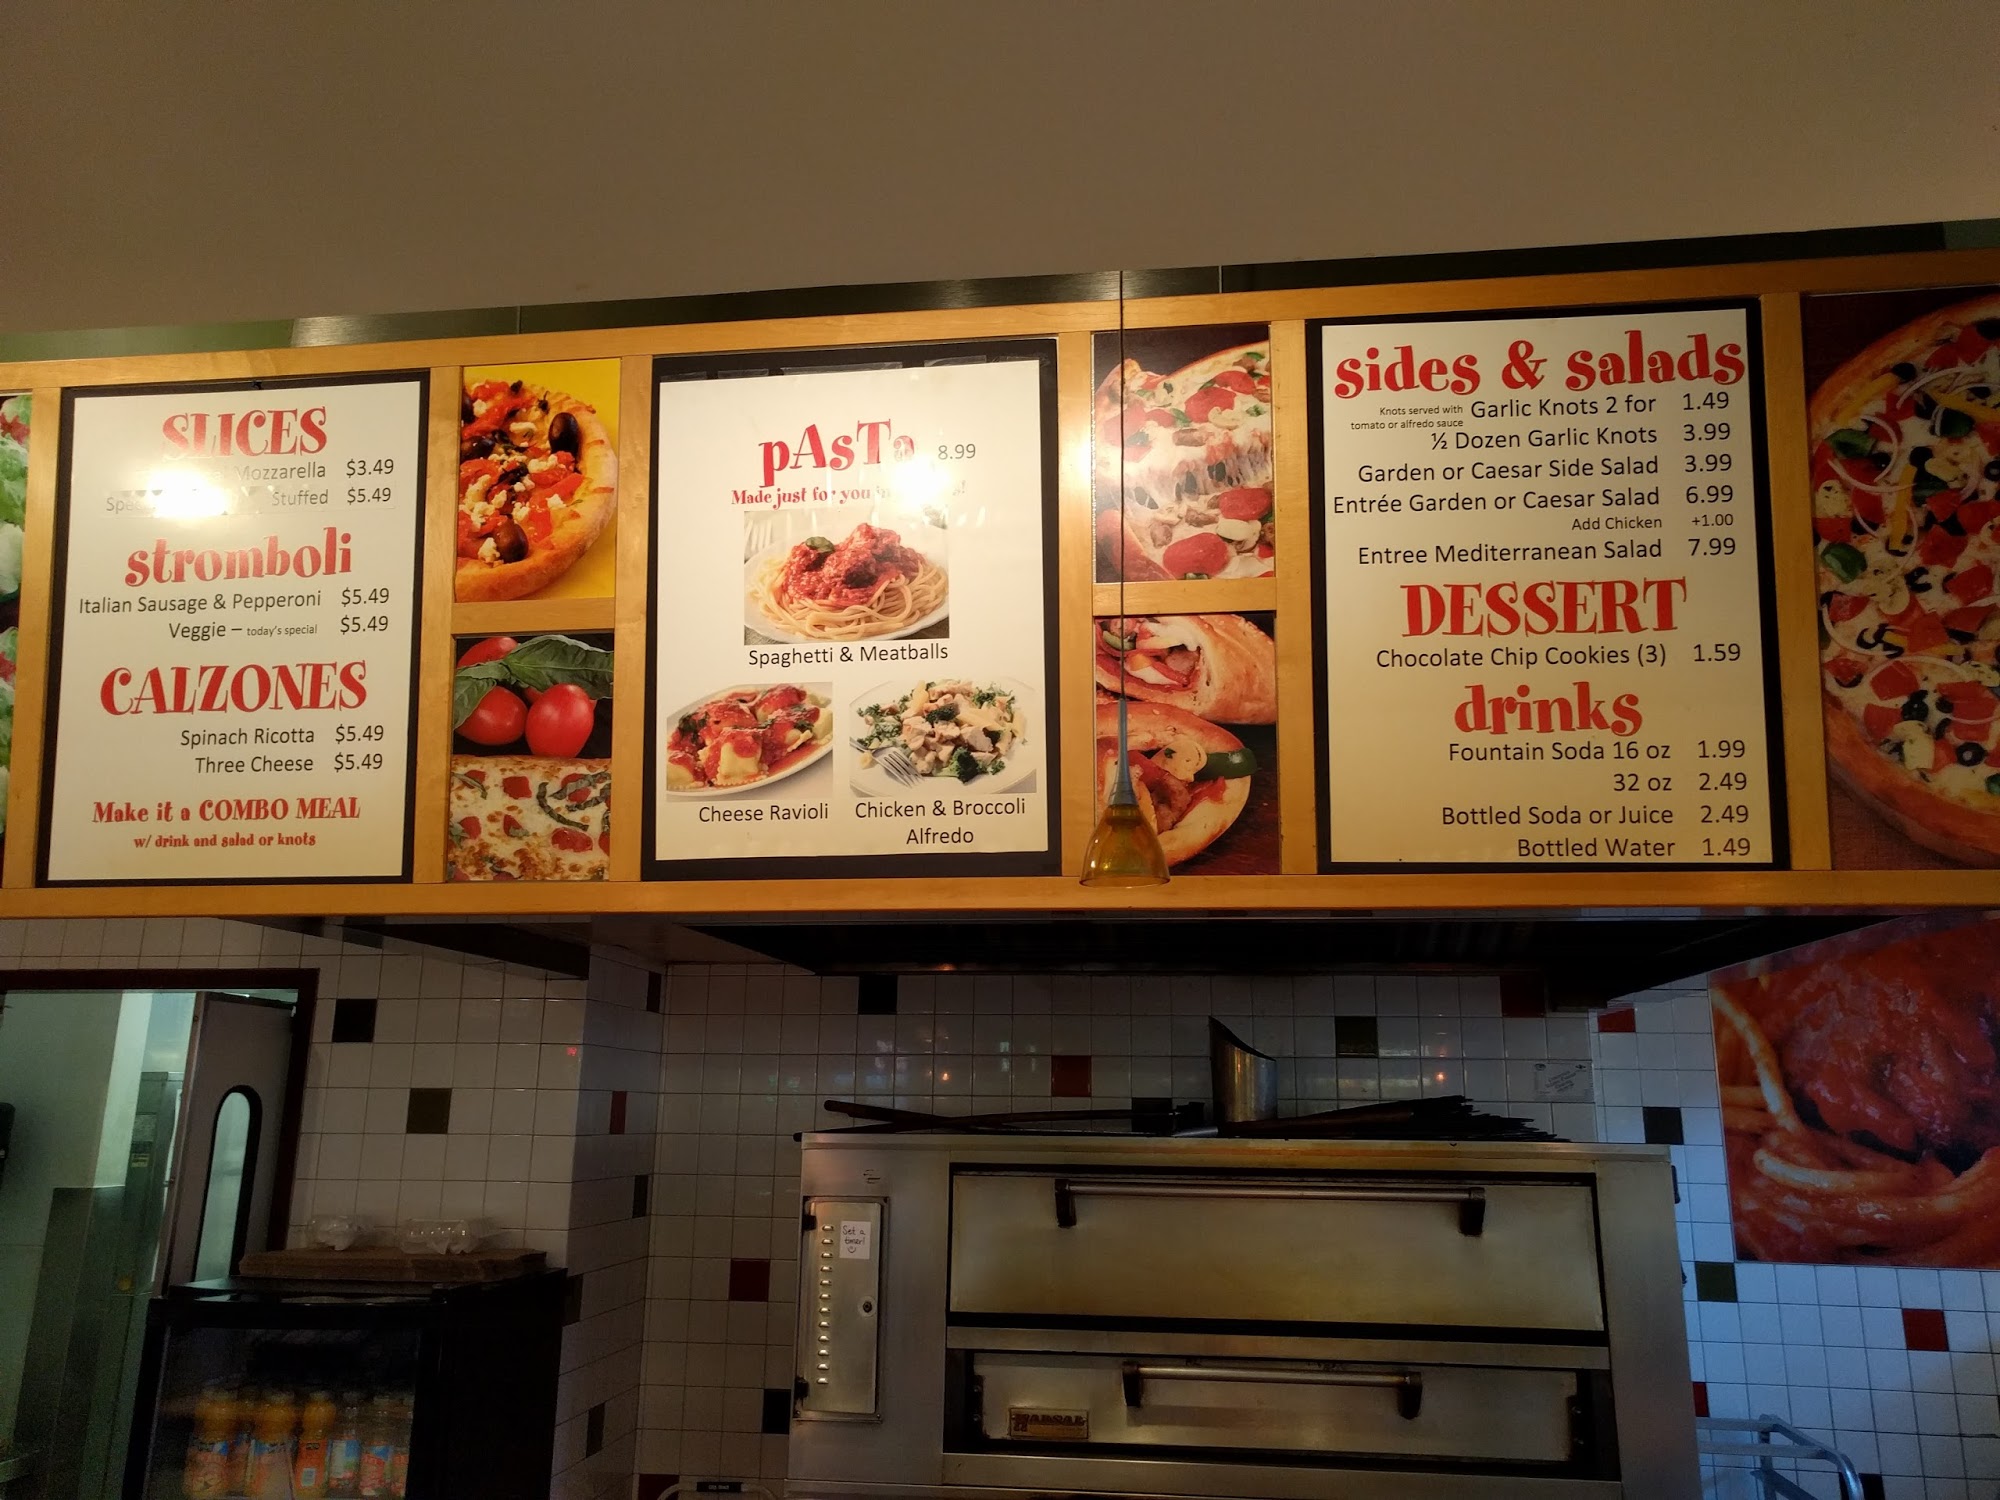 SLICES
Mozzarella $3.49
Stuffed $5.49
stromboli
Italian Sausage & Pepperoni $5.49
Veggie – today's special $5.49
CALZONES
Spinach Ricotta $5.49
Three Cheese $5.49
Make it a COMBO MEAL
w/ drink and salad or knots
pAsTa 8.99
Made just for you
Spaghetti & Meatballs
Cheese Ravioli
Chicken & Broccoli
Alfredo
sides & salads
Knots served with
tomato or alfredo sauce
Garlic Knots 2 for 1.49
½ Dozen Garlic Knots 3.99
Garden or Caesar Side Salad 3.99
Entrée Garden or Caesar Salad 6.99
Add Chicken +1.00
Entree Mediterranean Salad 7.99
DESSERT
Chocolate Chip Cookies (3) 1.59
drinks
Fountain Soda 16 oz 1.99
32 oz 2.49
Bottled Soda or Juice 2.49
Bottled Water 1.49
Set a
timer!
MARSAL